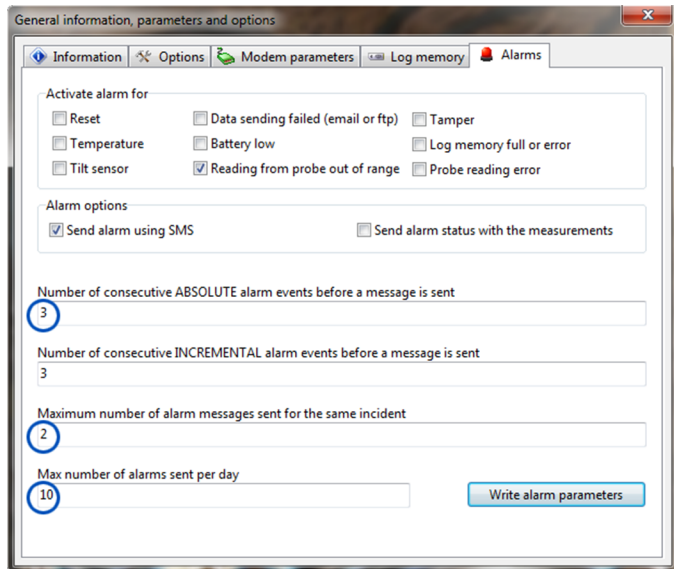 General information, parameters and options
Information Options Modem parameters Log memory Alarms
Activate alarm for
Reset Data sending failed (email or ftp) Tamper
Temperature Battery low Log memory full or error
Tilt sensor Reading from probe out of range Probe reading error
Alarm options
Send alarm using SMS Send alarm status with the measurements
Number of consecutive ABSOLUTE alarm events before a message is sent
3
Number of consecutive INCREMENTAL alarm events before a message is sent
3
Maximum number of alarm messages sent for the same incident
2
Max number of alarms sent per day
10 Write alarm parameters